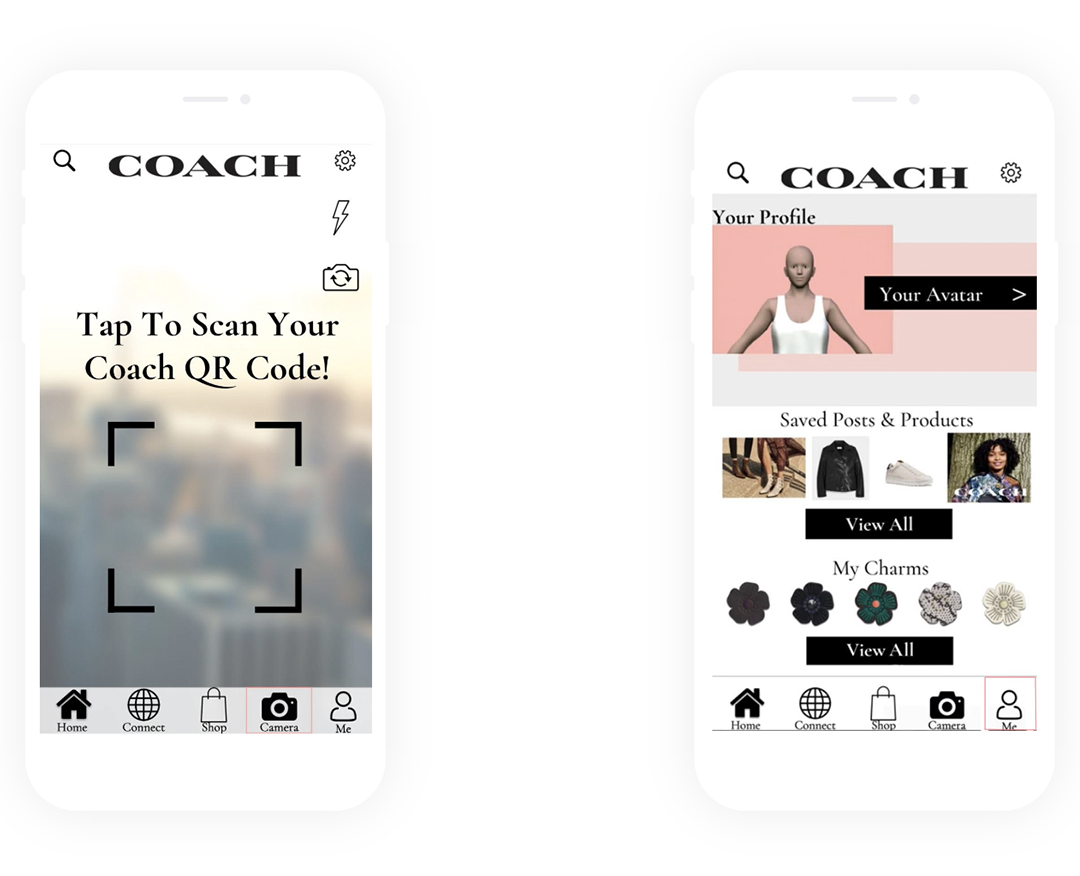 COACH
Tap To Scan Your
Coach QR Code!
Home
Connect
Shop
Camera
Me
COACH
Your Profile
Your Avatar >
Saved Posts & Products
View All
My Charms
View All
Home
Connect
Shop
Camera
Me